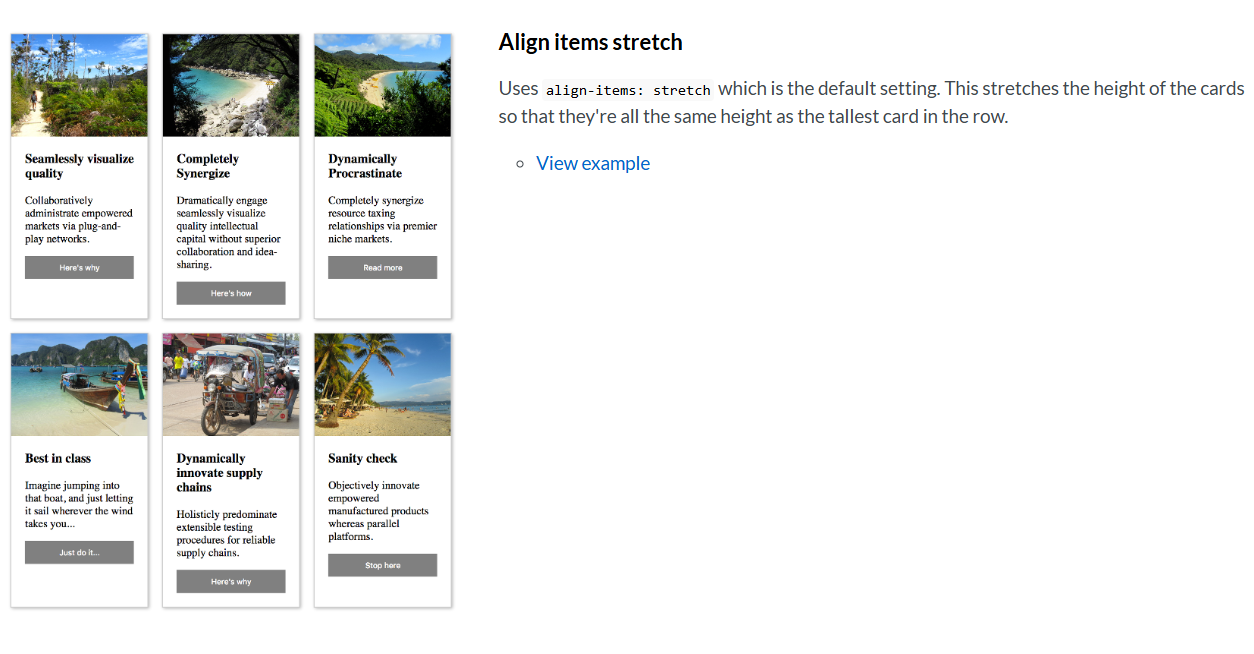 Seamlessly visualize
quality
Collaboratively
administrate empowered
markets via plug-and-
play networks.
Here's why
Completely
Synergize
Dramatically engage
seamlessly visualize
quality intellectual
capital without superior
collaboration and idea-
sharing.
Here's how
Dynamically
Procrastinate
Completely synergize
resource taxing
relationships via premier
niche markets.
Read more
Best in class
Imagine jumping into
that boat, and just letting
it sail wherever the wind
takes you...
Just do it...
Dynamically
innovate supply
chains
Holisticly predominate
extensible testing
procedures for reliable
supply chains.
Here's why
Sanity check
Objectively innovate
empowered
manufactured products
whereas parallel
platforms.
Stop here
Align items stretch
Uses align-items: stretch which is the default setting. This stretches the height of the cards
so that they're all the same height as the tallest card in the row.
View example